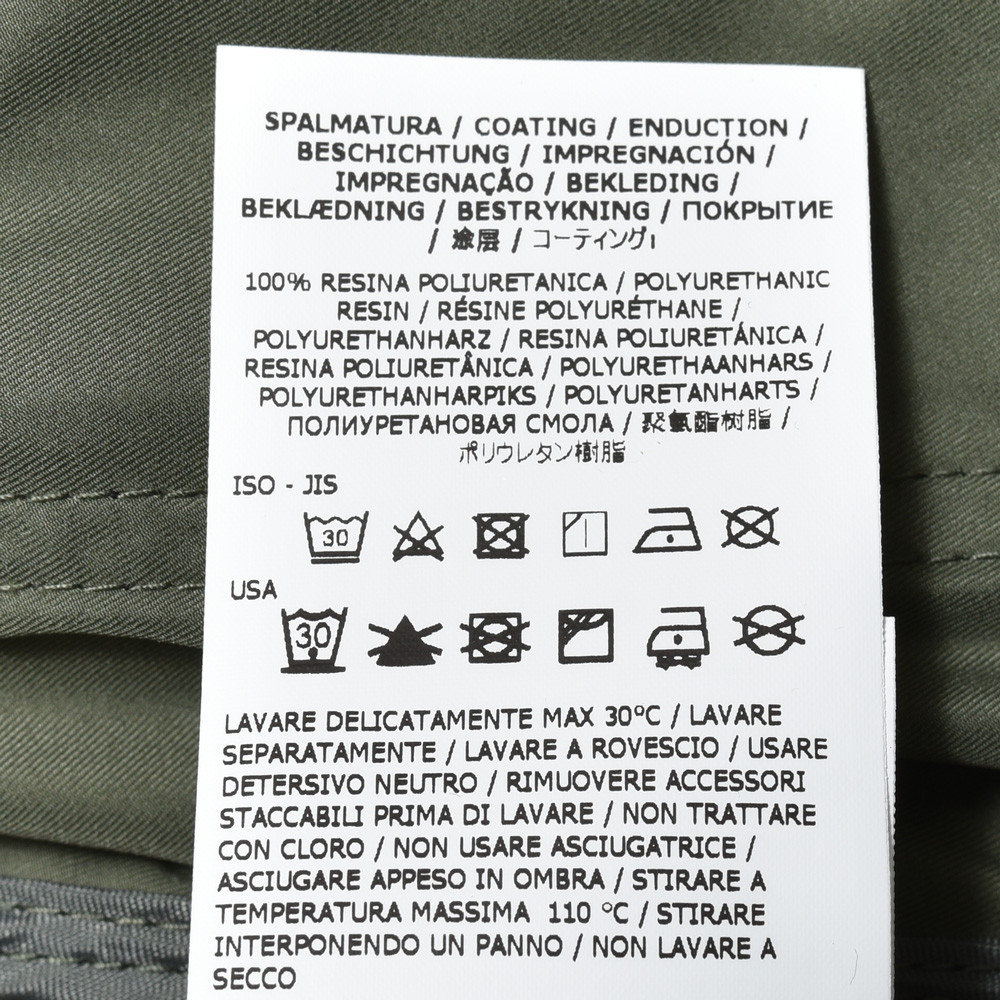 SPALMATURA / COATING / ENDUCTION /
BESCHICHTUNG / IMPREGNACIÓN /
IMPREGNAÇÃO / BEKLEDING /
BEKLÆDNING / BESTRYKNING / ПОКРЫТИЕ
/ 涂层 / コーティング
100% RESINA POLIURETANICA / POLYURETHANIC
RESIN / RÉSINE POLYURÉTHANE /
POLYURETHANHARZ / RESINA POLIURETÁNICA /
RESINA POLIURETÂNICA / POLYURETHAANHARS /
POLYURETHANHARPIKS / POLYURETANHARTS /
ПОЛИУРЕТАНОВАЯ СМОЛА / 聚氨酯树脂 /
ポリウレタン樹脂
ISO - JIS
30
USA
30
LAVARE DELICATAMENTE MAX 30°C / LAVARE
SEPARATAMENTE / LAVARE A ROVESCIO / USARE
DETERSIVO NEUTRO / RIMUOVERE ACCESSORI
STACCABILI PRIMA DI LAVARE / NON TRATTARE
CON CLORO / NON USARE ASCIUGATRICE /
ASCIUGARE APPESO IN OMBRA / STIRARE A
TEMPERATURA MASSIMA 110 °C / STIRARE
INTERPONENDO UN PANNO / NON LAVARE A
SECCO